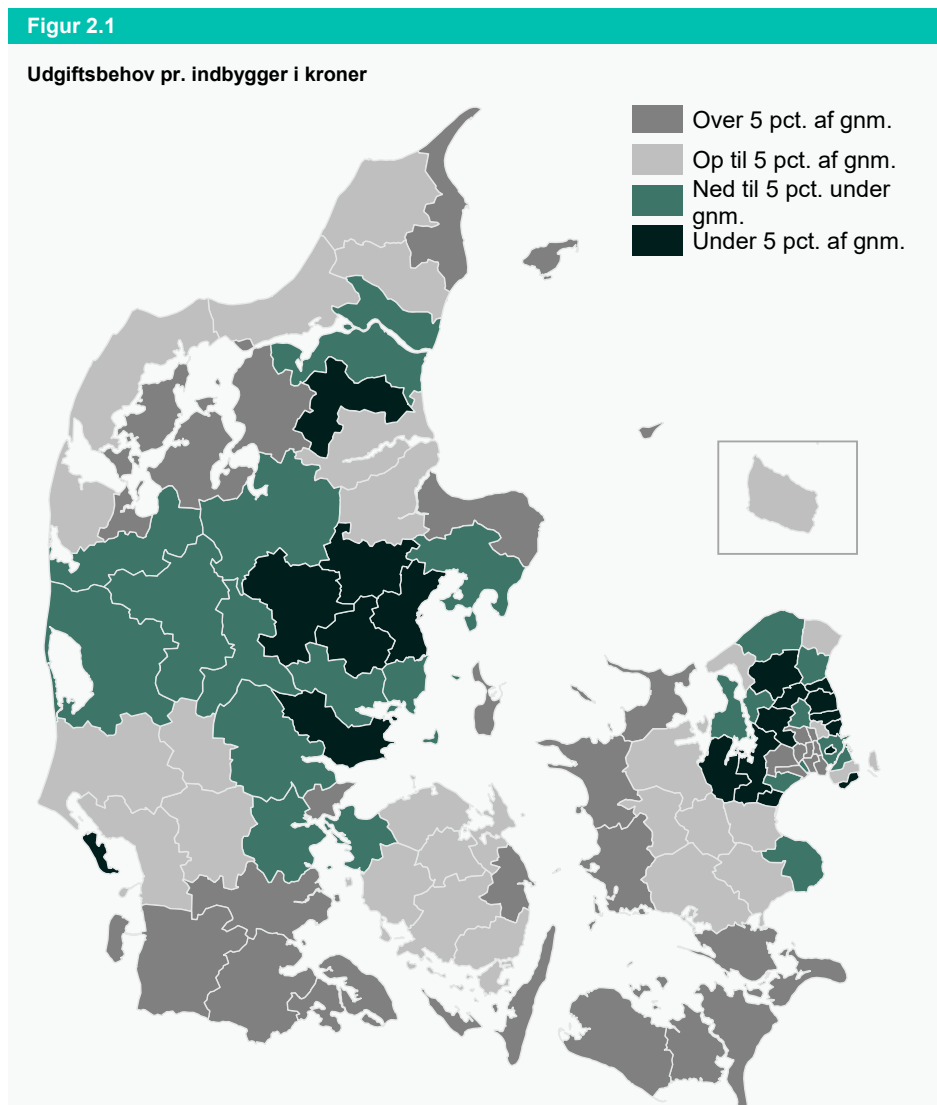 Figur 2.1
Udgiftsbehov pr. indbygger i kroner
Over 5 pct. af gnm.
Op til 5 pct. af gnm.
Ned til 5 pct. under
gnm.
Under 5 pct. af gnm.